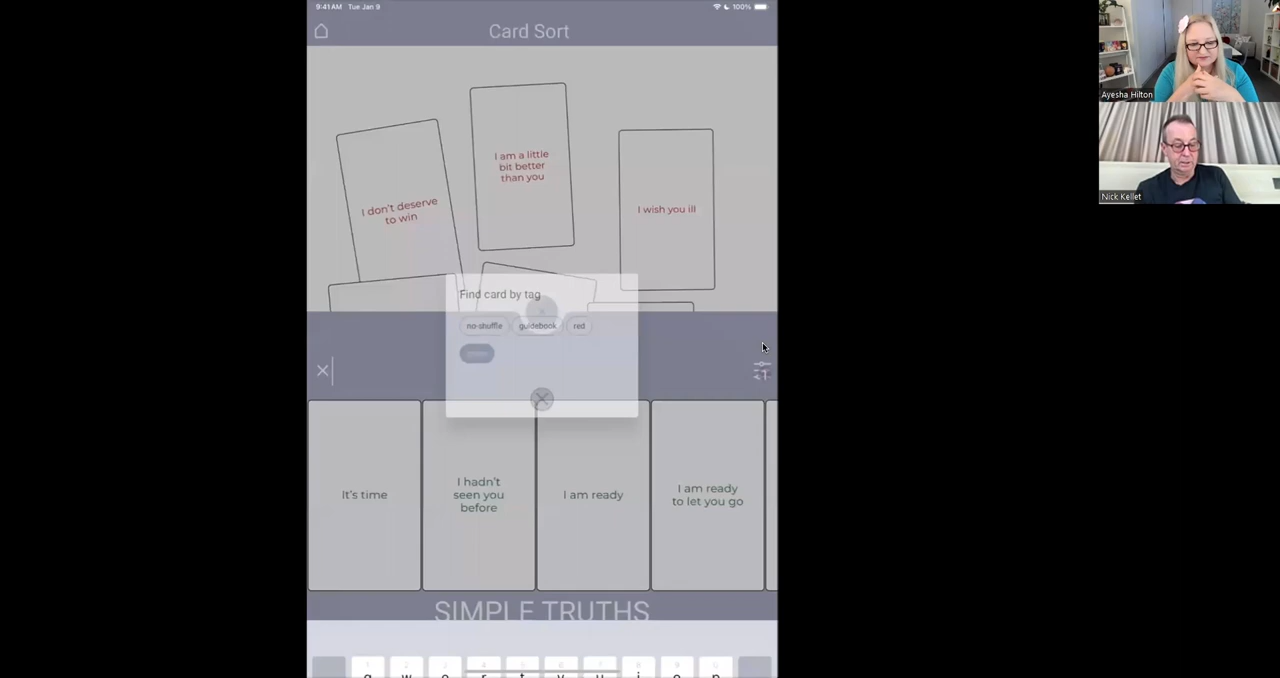 9:41 AM Tue Jan 9
100%
Card Sort
I am a little
bit better
than you
I don't deserve
to win
I wish you ill
Find card by tag
no-shuffle guidebook red
It's time
I hadn't
seen you
before
I am ready
I am ready
to let you go
SIMPLE TRUTHS
q w e r t y u i o p
Ayesha Hilton
Nick Kellet